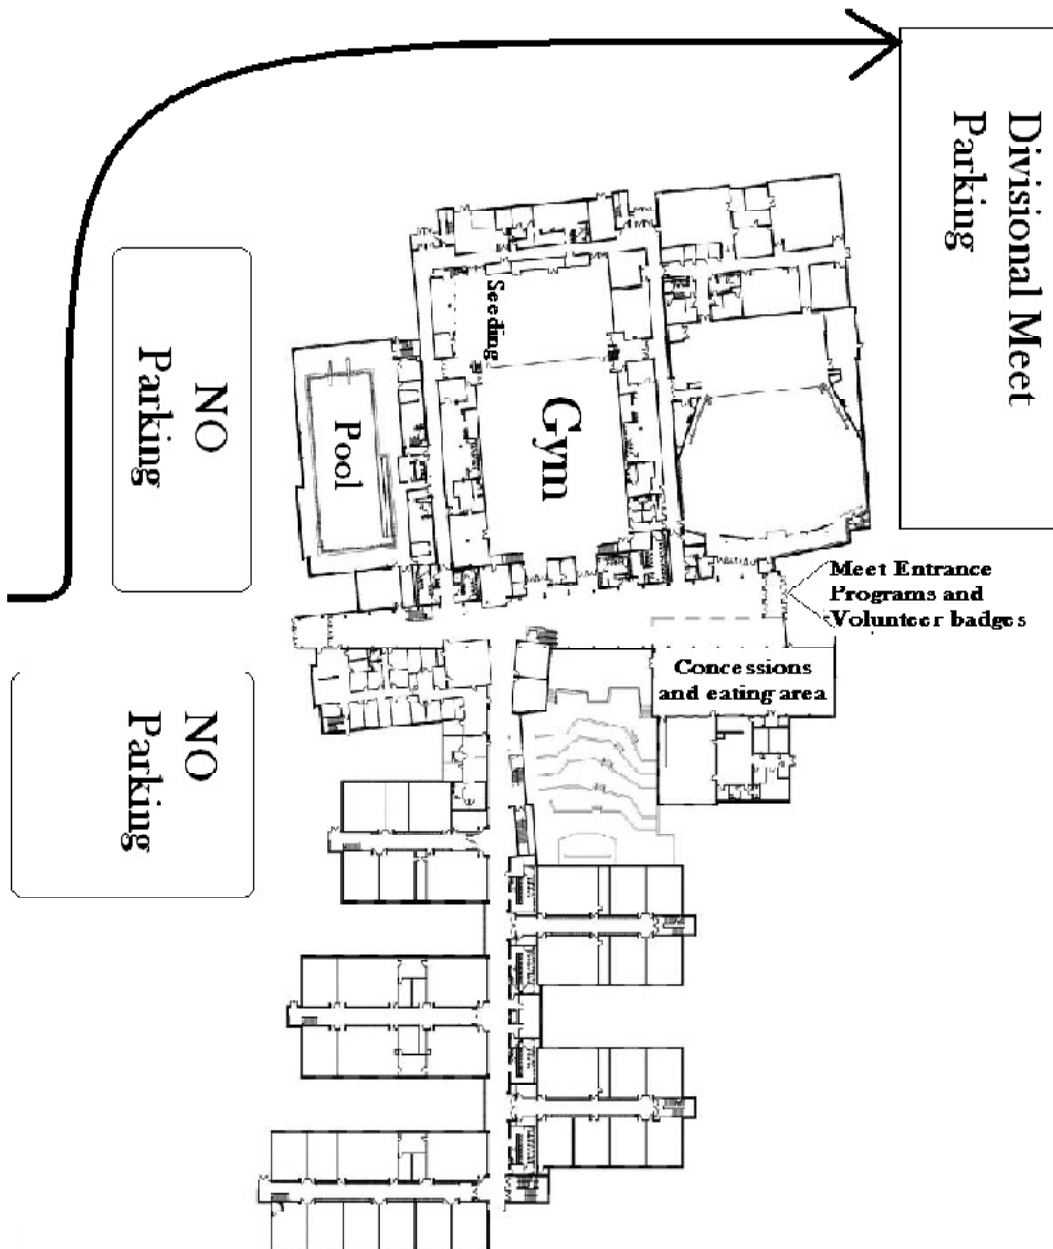 Divisional Meet
Parking
NO
Parking
Seeding
Gym
Pool
Meet Entrance
Programs and
Volunteer badges
Concessions
and eating area
NO
Parking